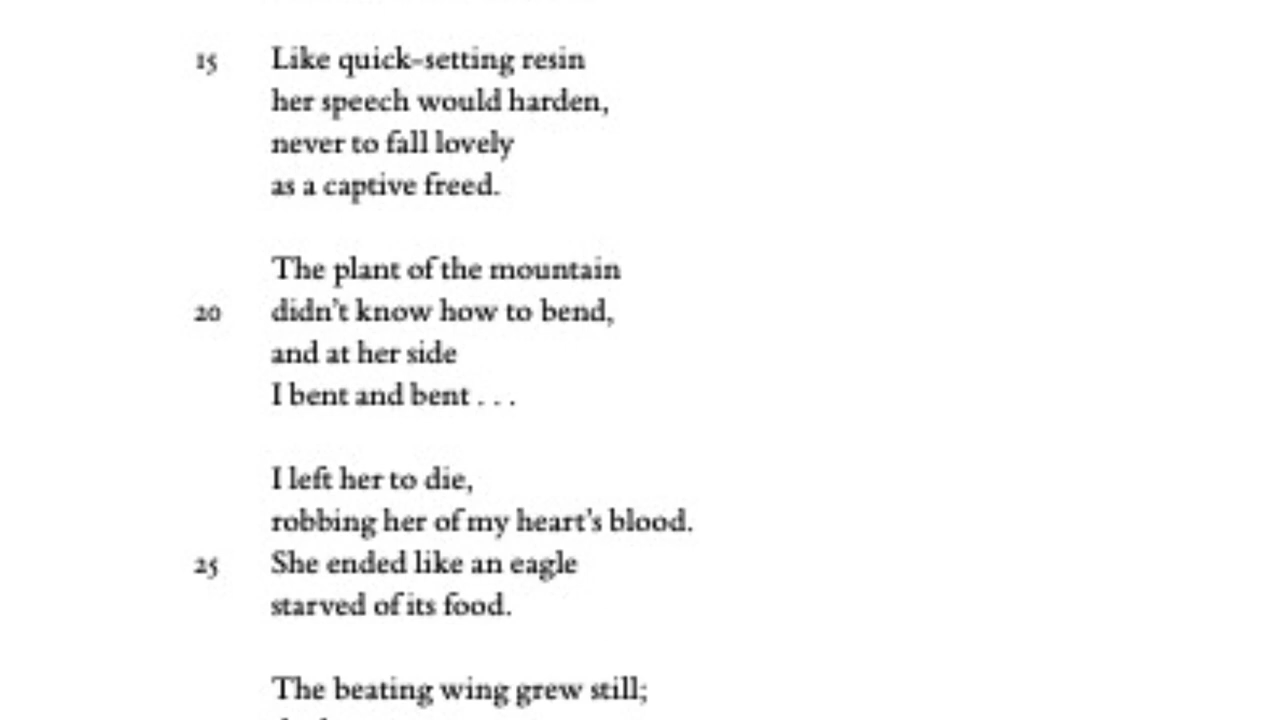 15 Like quick-setting resin
her speech would harden,
never to fall lovely
as a captive freed.
The plant of the mountain
20 didn't know how to bend,
and at her side
I bent and bent . . .
I left her to die,
robbing her of my heart's blood.
25 She ended like an eagle
starved of its food.
The beating wing grew still;